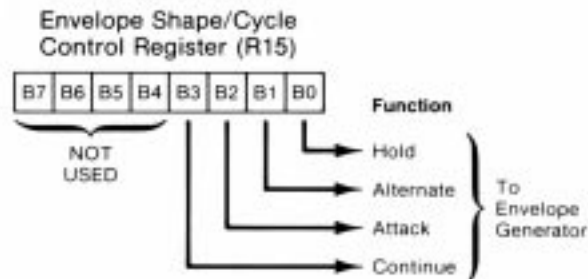 Envelope Shape/Cycle
Control Register (R15)
B7 B6 B5 B4 B3 B2 B1 B0
NOT
USED
Function
Hold
Alternate
Attack
Continue
To
Envelope
Generator